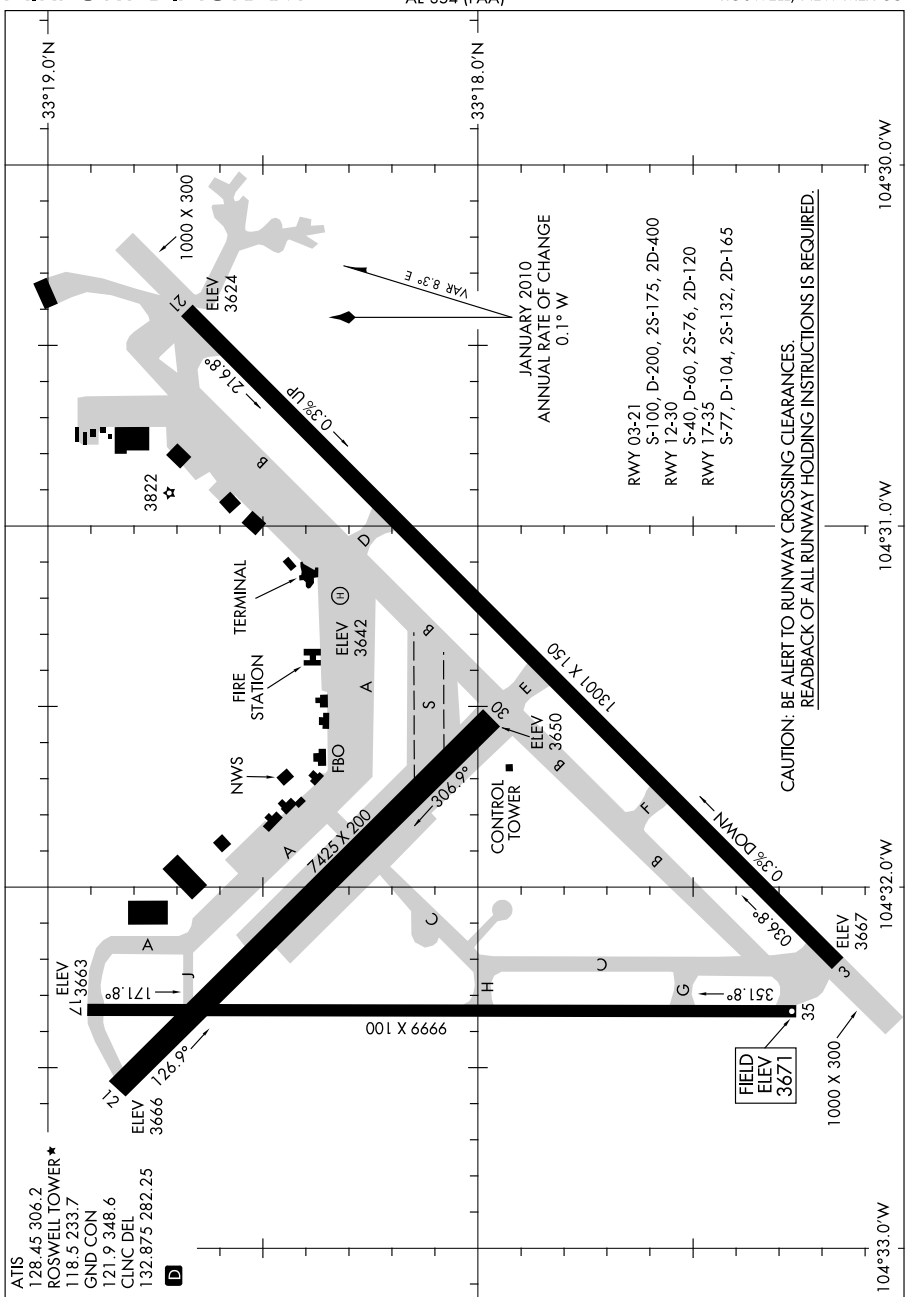 AL-354 (FAA)
ATIS
128.45 306.2
ROSWELL TOWER★
118.5 233.7
GND CON
121.9 348.6
CLNC DEL
132.875 282.25
D
33°19.0'N
33°18.0'N
104°33.0'W
104°32.0'W
104°31.0'W
104°30.0'W
12
ELEV
3666
126.9°
17
ELEV
3663
171.8°
A
J
7425 X 200
9999 X 100
NWS
FBO
FIRE
STATION
TERMINAL
3822
H
ELEV
3642
A
A
S
B
B
D
E
B
F
B
C
C
H
G
306.9°
30
ELEV
3650
CONTROL
TOWER
1000 X 300
21
ELEV
3624
216.8°
0.3% UP
13001 X 150
0.3% DOWN
036.8°
3
ELEV
3667
351.8°
35
FIELD
ELEV
3671
1000 X 300
VAR 8.3° E
JANUARY 2010
ANNUAL RATE OF CHANGE
0.1° W
RWY 03-21
S-100, D-200, 2S-175, 2D-400
RWY 12-30
S-40, D-60, 2S-76, 2D-120
RWY 17-35
S-77, D-104, 2S-132, 2D-165
CAUTION: BE ALERT TO RUNWAY CROSSING CLEARANCES.
READBACK OF ALL RUNWAY HOLDING INSTRUCTIONS IS REQUIRED.